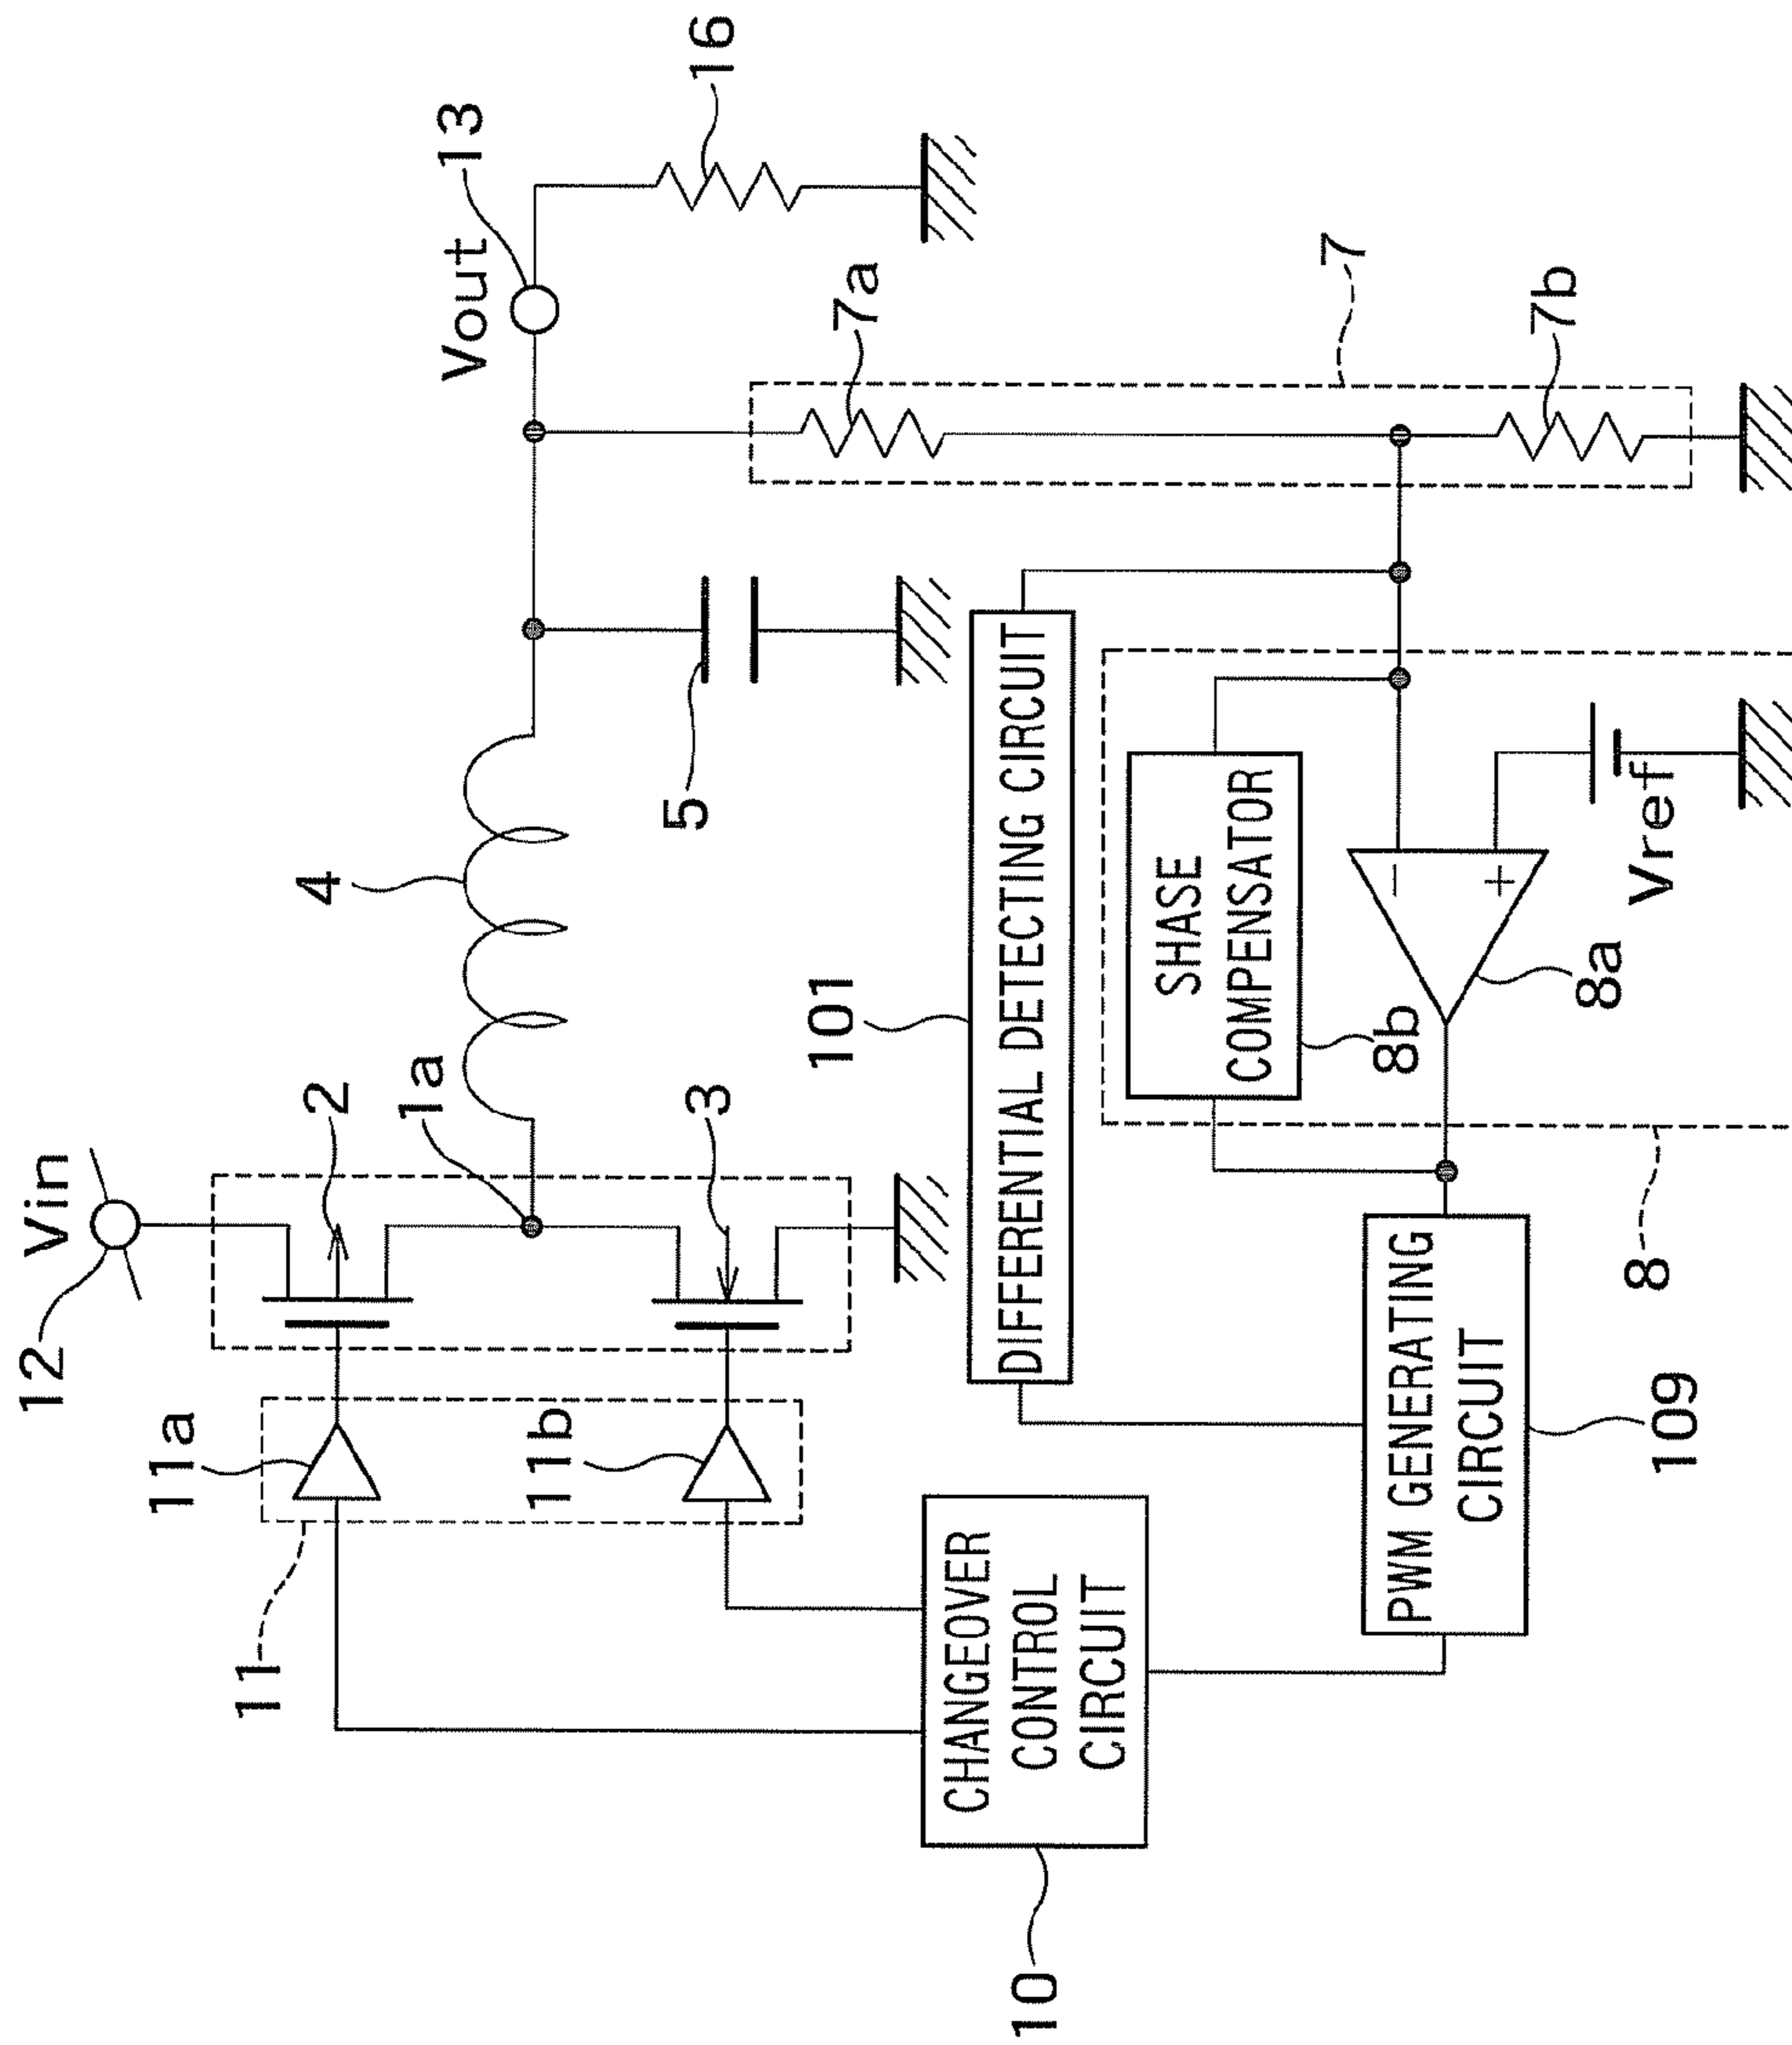 12
Vin
11a
2
11
1a
4
Vout
13
16
11b
3
5
7a
101
DIFFERENTIAL DETECTING CIRCUIT
7
10
CHANGEOVER
CONTROL
CIRCUIT
SHASE
COMPENSATOR
8b
PWM GENERATING
CIRCUIT
109
−
+
8a
8
Vref
7b